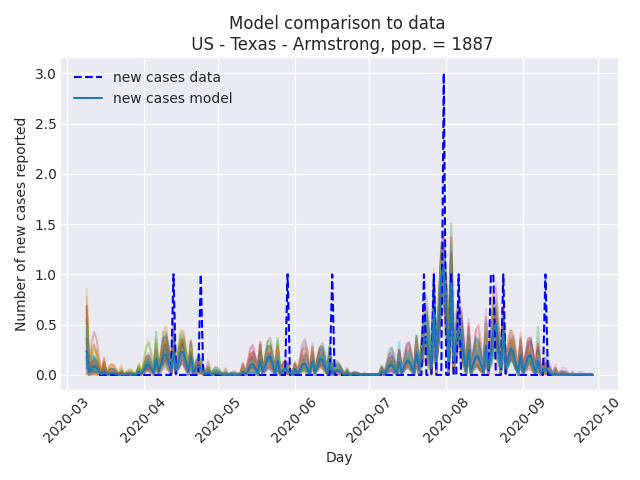 Model comparison to data
US - Texas - Armstrong, pop. = 1887
new cases data
new cases model
Number of new cases reported
3.0
2.5
2.0
1.5
1.0
0.5
0.0
2020-03
2020-04
2020-05
2020-06
2020-07
2020-08
2020-09
2020-10
Day